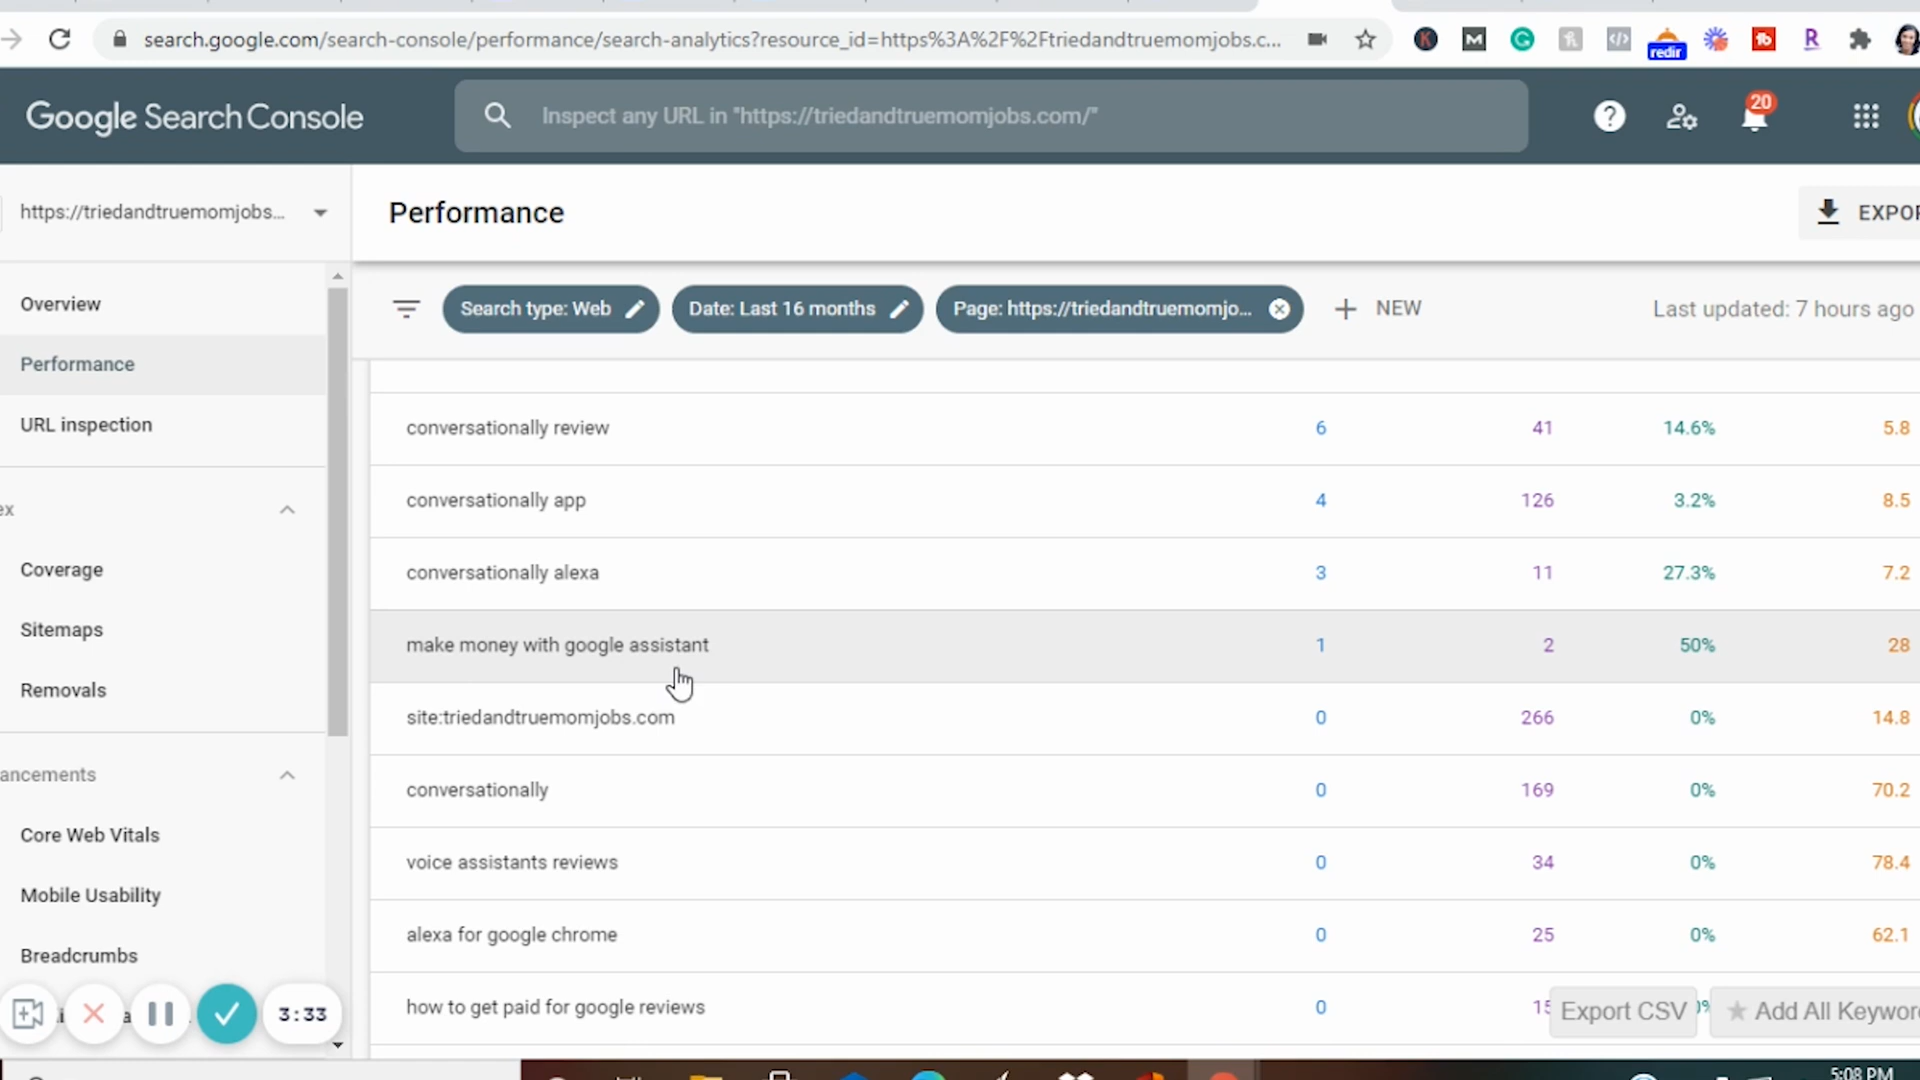 search.google.com/search-console/performance/search-analytics?resource_id=https%3A%2F%2Ftriedandtruemomjobs.c...
redir
Google Search Console
Inspect any URL in "https://triedandtruemomjobs.com/"
20
https://triedandtruemomjobs...
Performance
EXPOR
Overview
Performance
URL inspection
Search type: Web
Date: Last 16 months
Page: https://triedandtruemomjo...
NEW
Last updated: 7 hours ago
conversationally review 6 41 14.6% 5.8
conversationally app 4 126 3.2% 8.5
ex
conversationally alexa 3 11 27.3% 7.2
Coverage
make money with google assistant 1 2 50% 28
Sitemaps
site:triedandtruemomjobs.com 0 266 0% 14.8
Removals
conversationally 0 169 0% 70.2
ancements
voice assistants reviews 0 34 0% 78.4
Core Web Vitals
alexa for google chrome 0 25 0% 62.1
Mobile Usability
how to get paid for google reviews 0 15
Breadcrumbs
3:33
Export CSV
Add All Keywor
5:08 PM